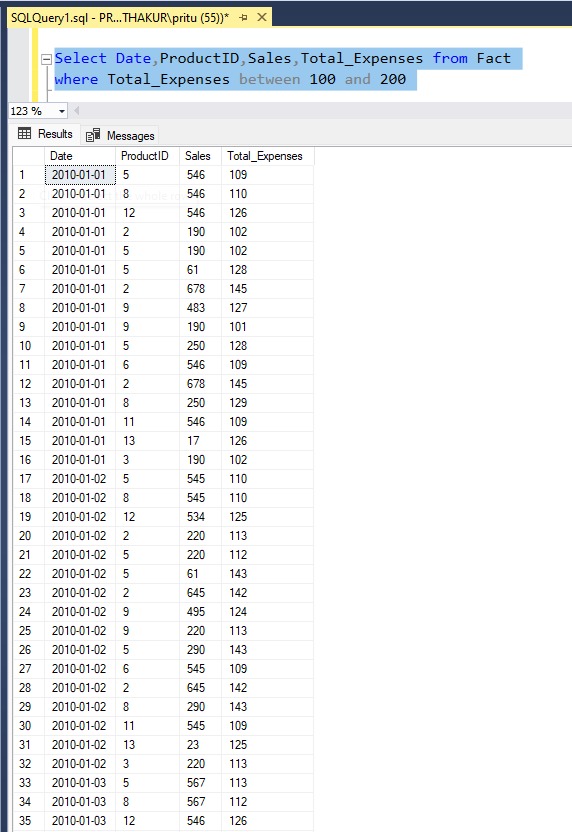 SQLQuery1.sql - PR...THAKUR\pritu (55))*
Select Date,ProductID,Sales,Total_Expenses from Fact
where Total_Expenses between 100 and 200
123 %
Results Messages
Date ProductID Sales Total_Expenses
1 2010-01-01 5 546 109
2 2010-01-01 8 546 110
3 2010-01-01 12 546 126
4 2010-01-01 2 190 102
5 2010-01-01 5 190 102
6 2010-01-01 5 61 128
7 2010-01-01 2 678 145
8 2010-01-01 9 483 127
9 2010-01-01 9 190 101
10 2010-01-01 5 250 128
11 2010-01-01 6 546 109
12 2010-01-01 2 678 145
13 2010-01-01 8 250 129
14 2010-01-01 11 546 109
15 2010-01-01 13 17 126
16 2010-01-01 3 190 102
17 2010-01-02 5 545 110
18 2010-01-02 8 545 110
19 2010-01-02 12 534 125
20 2010-01-02 2 220 113
21 2010-01-02 5 220 112
22 2010-01-02 5 61 143
23 2010-01-02 2 645 142
24 2010-01-02 9 495 124
25 2010-01-02 9 220 113
26 2010-01-02 5 290 143
27 2010-01-02 6 545 109
28 2010-01-02 2 645 142
29 2010-01-02 8 290 143
30 2010-01-02 11 545 109
31 2010-01-02 13 23 125
32 2010-01-02 3 220 113
33 2010-01-03 5 567 113
34 2010-01-03 8 567 112
35 2010-01-03 12 546 126